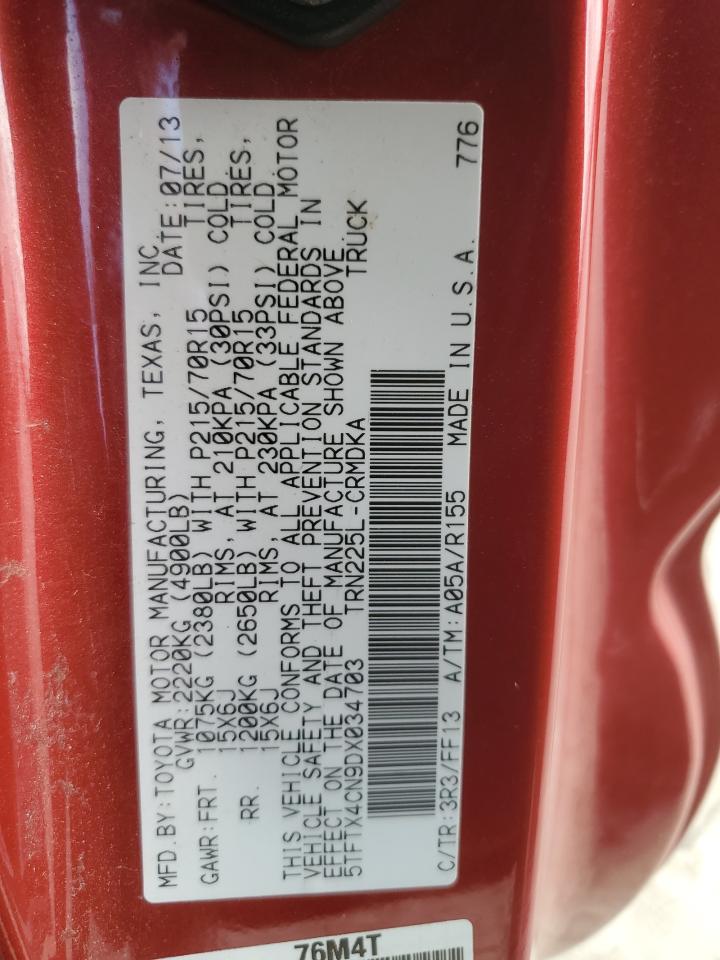 MFD.BY:TOYOTA MOTOR MANUFACTURING, TEXAS, INC.
GVWR:2220KG (4900LB) DATE:07/13
GAWR:FRT. 1075KG (2380LB) WITH P215/70R15 TIRES,
15X6J RIMS, AT 210KPA (30PSI) COLD
RR. 1200KG (2650LB) WITH P215/70R15 TIRES,
15X6J RIMS, AT 230KPA (33PSI) COLD
THIS VEHICLE CONFORMS TO ALL APPLICABLE FEDERAL MOTOR
VEHICLE SAFETY AND THEFT PREVENTION STANDARDS IN
EFFECT ON THE DATE OF MANUFACTURE SHOWN ABOVE.
5TFTX4CN9DX034703 TRN225L-CRMDKA TRUCK
C/TR:3R3/FF13 A/TM:A05A/R155 MADE IN U.S.A. 776
76M4T